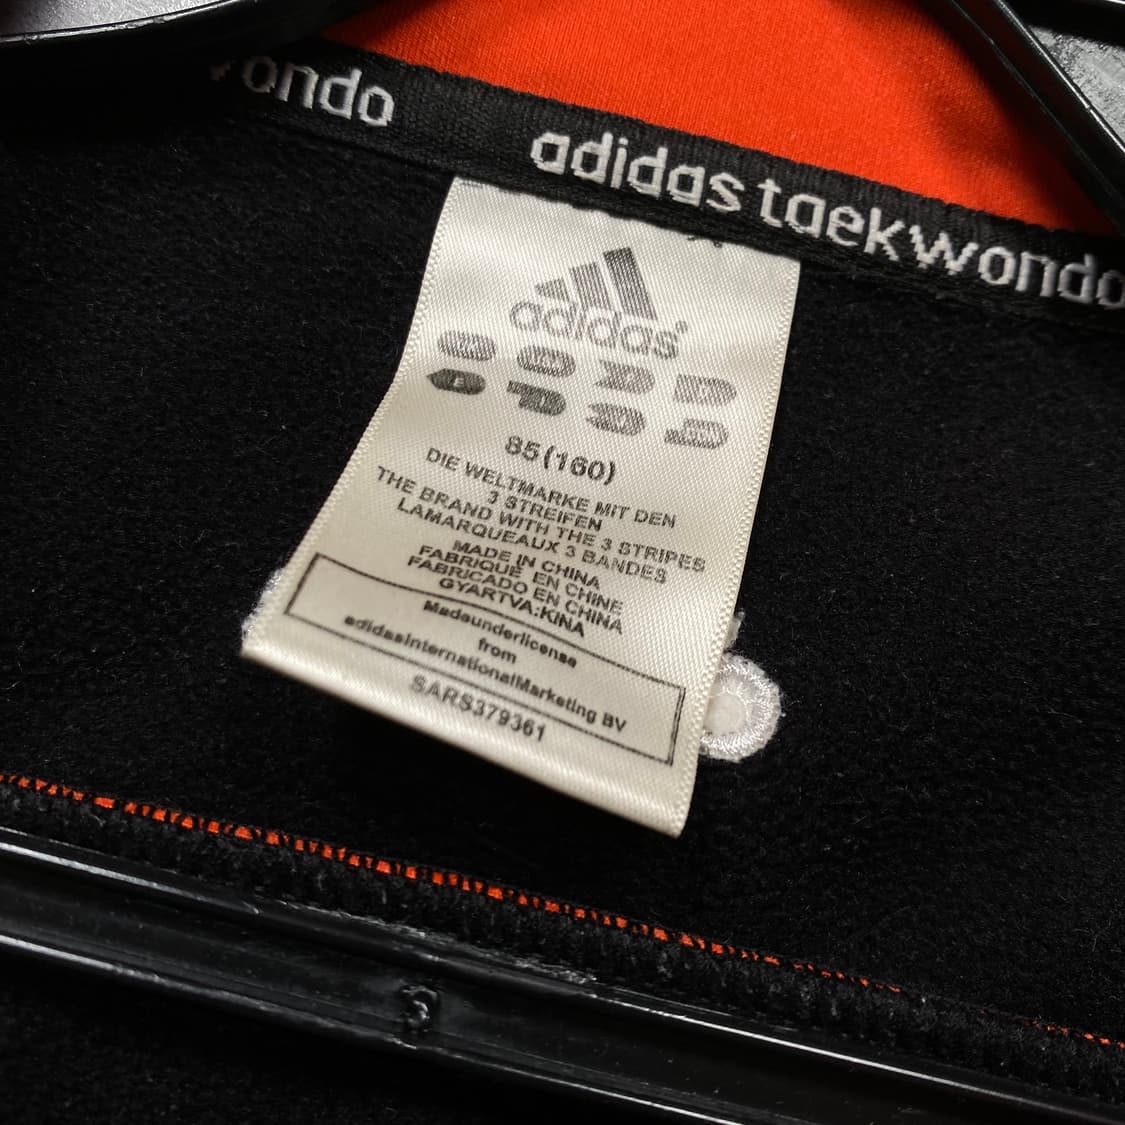 wondo adidas taekwondo
adidas
85(160)
DIE WELTMARKE MIT DEN
3 STREIFEN
THE BRAND WITH THE 3 STRIPES
LAMARQUEAUX 3 BANDES
MADE IN CHINA
FABRIQUÉ EN CHINE
FABRICADO EN CHINA
GYARTVA:KINA
Madeunderlicense
from
adidasInternationalMarketing BV
SARS379361